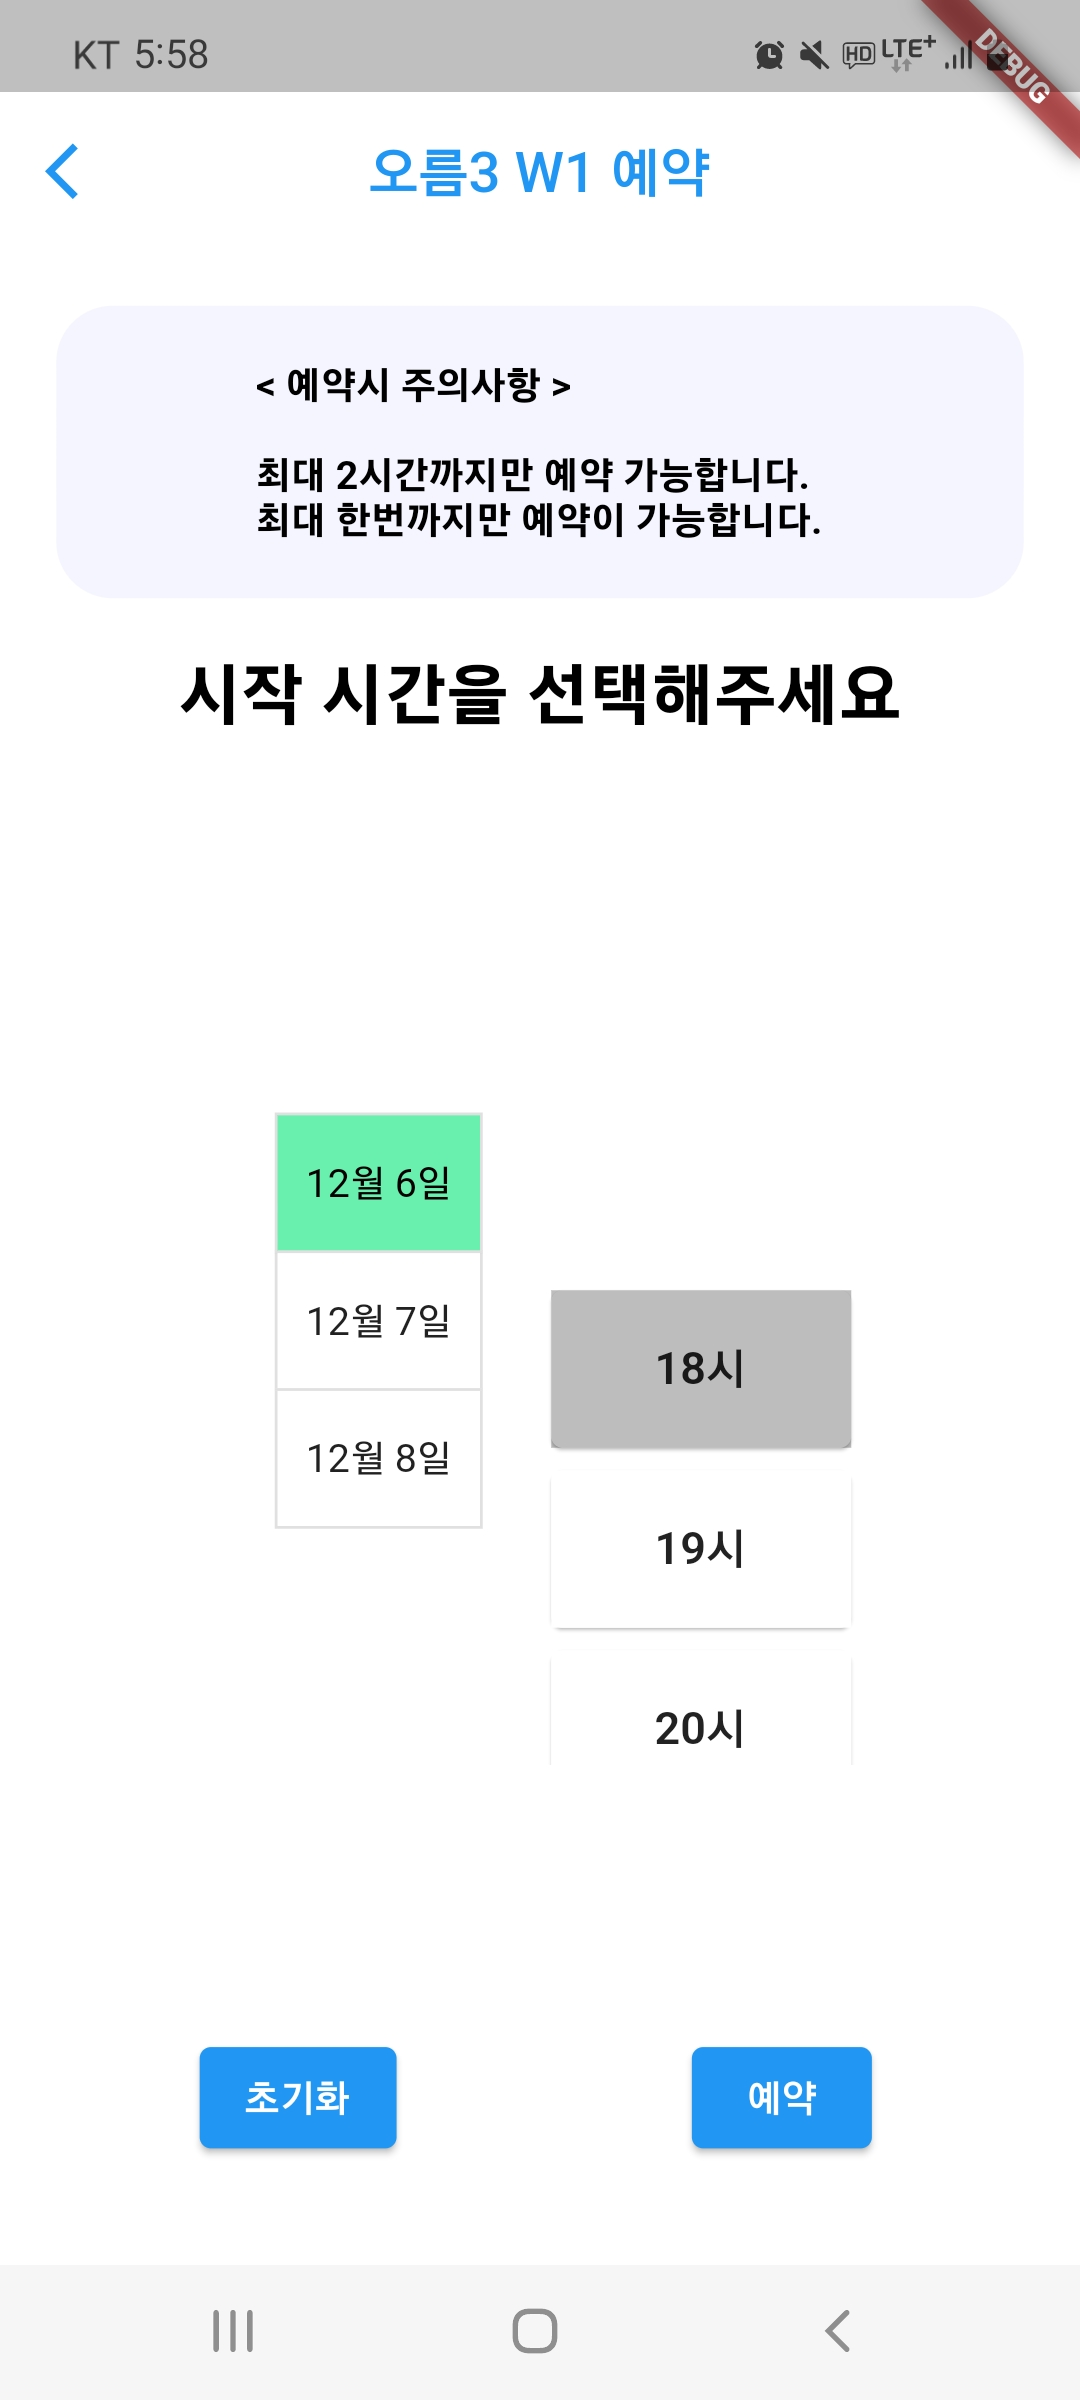 KT 5:58
HD LTE+
DEBUG
오름3 W1 예약
< 예약시 주의사항 >
최대 2시간까지만 예약 가능합니다.
최대 한번까지만 예약이 가능합니다.
시작 시간을 선택해주세요
12월 6일
12월 7일
12월 8일
18시
19시
20시
초기화
예약